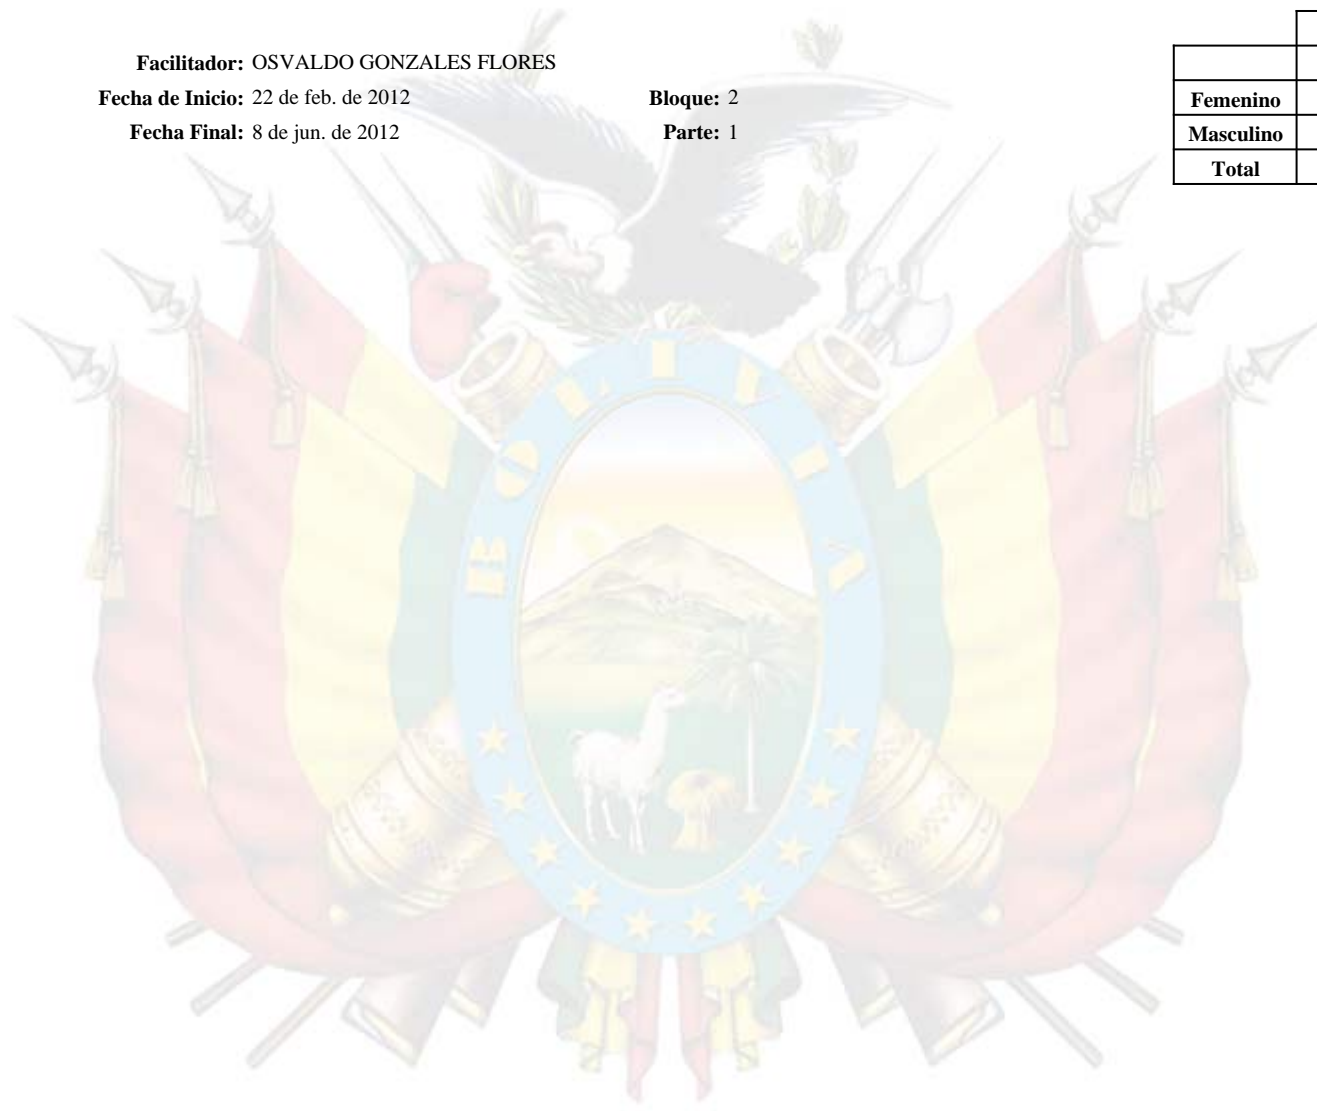 Facilitador: OSVALDO GONZALES FLORES
Fecha de Inicio: 22 de feb. de 2012 Bloque: 2
Fecha Final: 8 de jun. de 2012 Parte: 1
Femenino
Masculino
Total
BOLIVIA